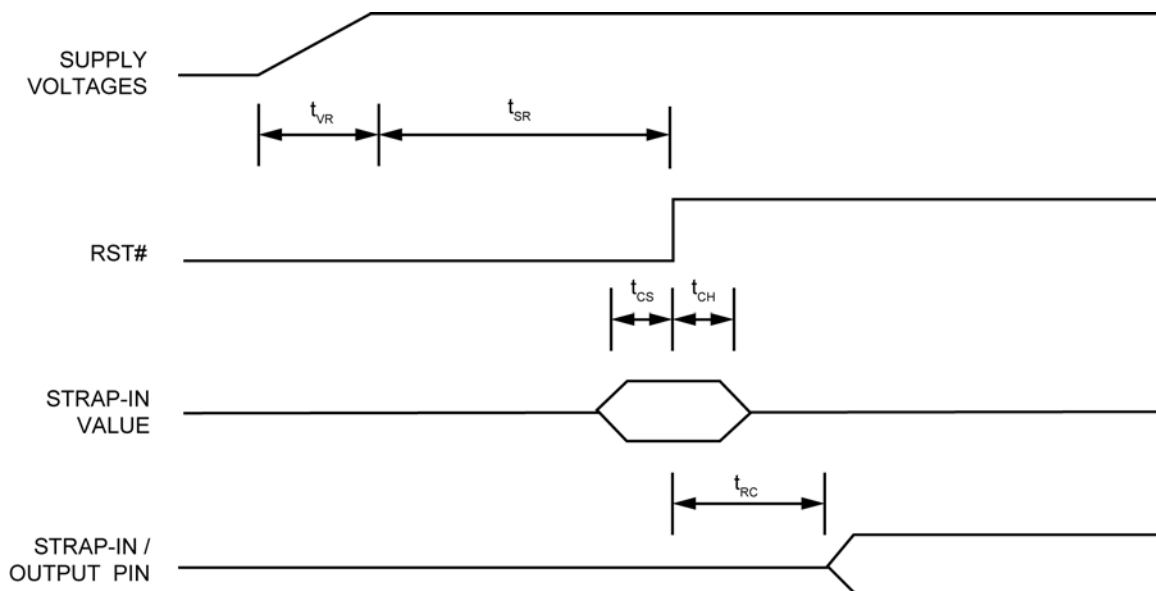 SUPPLY
VOLTAGES
tVR
tSR
RST#
tCS
tCH
STRAP-IN
VALUE
tRC
STRAP-IN /
OUTPUT PIN